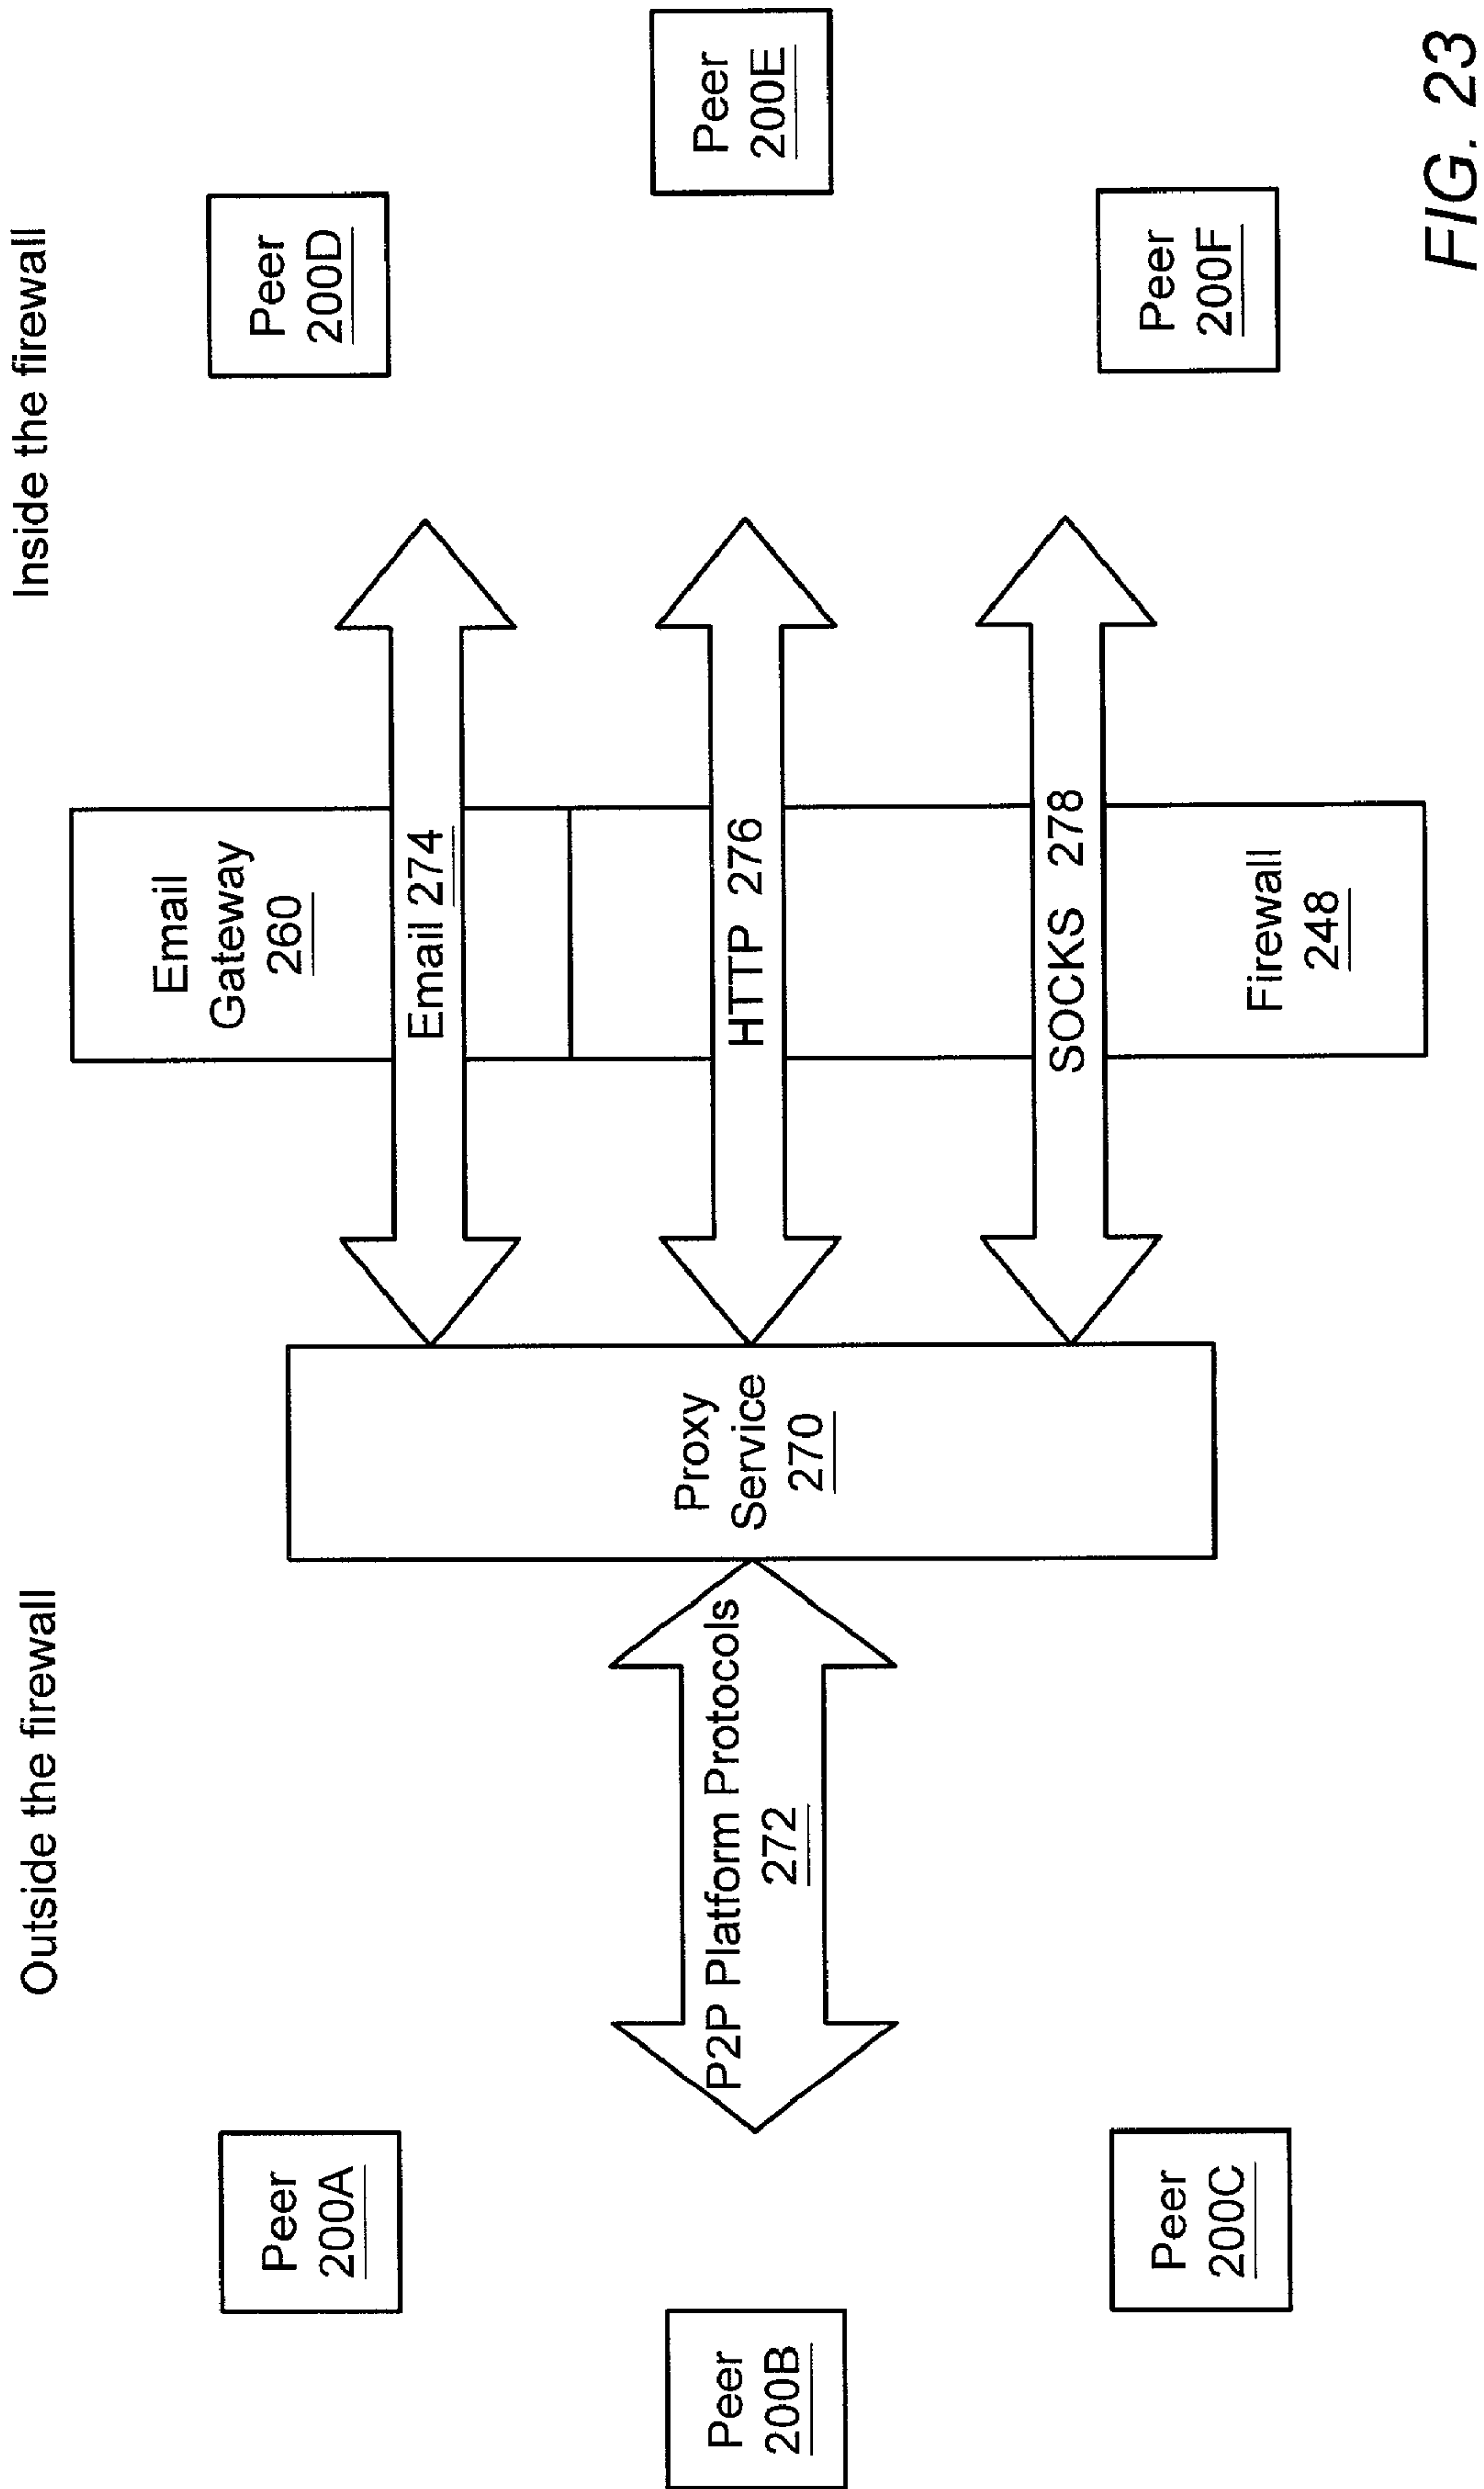 Outside the firewall
Inside the firewall
Peer
200A
Peer
200B
Peer
200C
P2P Platform Protocols
272
Proxy
Service
270
Email
Gateway
260
Email 274
HTTP 276
SOCKS 278
Firewall
248
Peer
200D
Peer
200E
Peer
200F
FIG. 23